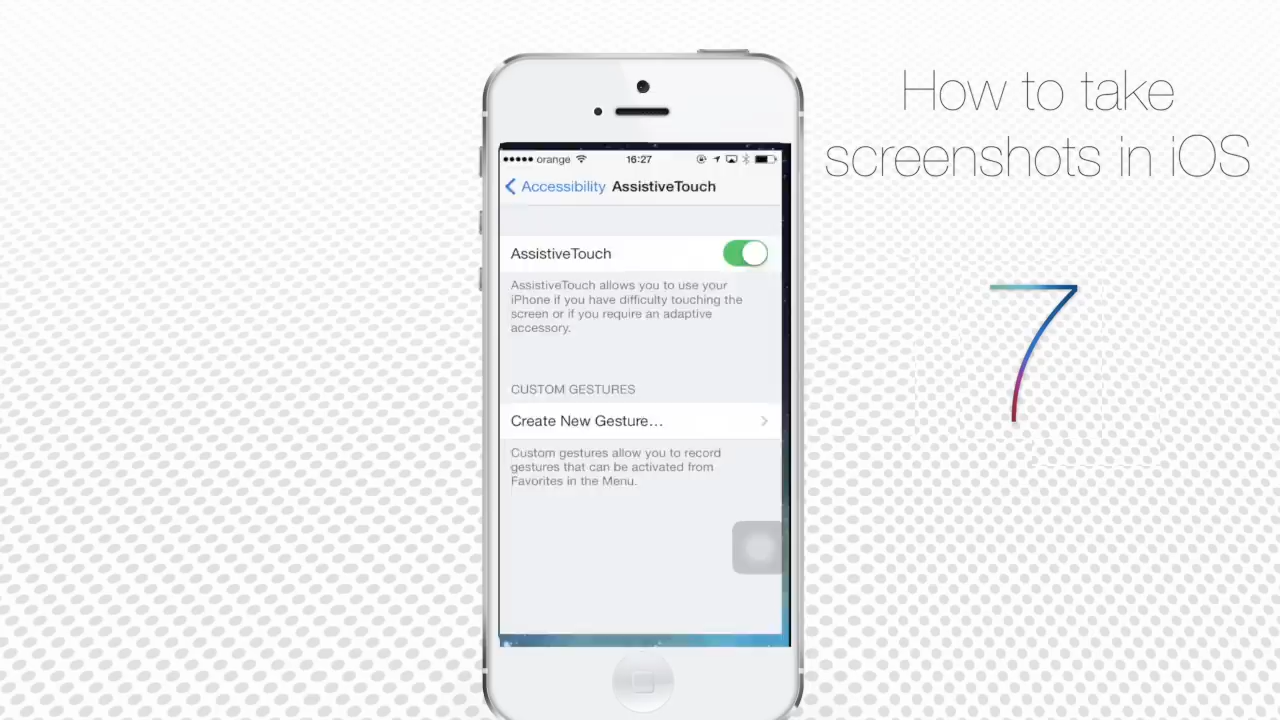 How to take
screenshots in iOS
7
orange 16:27
Accessibility AssistiveTouch
AssistiveTouch
AssistiveTouch allows you to use your
iPhone if you have difficulty touching the
screen or if you require an adaptive
accessory.
CUSTOM GESTURES
Create New Gesture...
Custom gestures allow you to record
gestures that can be activated from
Favorites in the Menu.